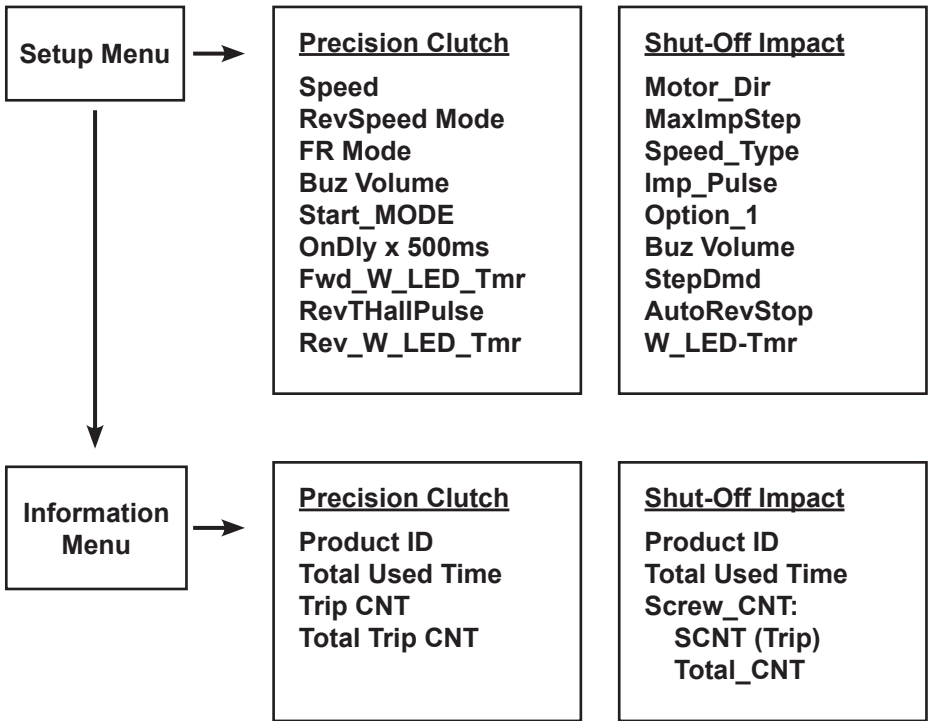 Setup Menu
Precision Clutch
Speed
RevSpeed Mode
FR Mode
Buz Volume
Start_MODE
OnDly x 500ms
Fwd_W_LED_Tmr
RevTHallPulse
Rev_W_LED_Tmr
Shut-Off Impact
Motor_Dir
MaxImpStep
Speed_Type
Imp_Pulse
Option_1
Buz Volume
StepDmd
AutoRevStop
W_LED-Tmr
Information
Menu
Precision Clutch
Product ID
Total Used Time
Trip CNT
Total Trip CNT
Shut-Off Impact
Product ID
Total Used Time
Screw_CNT:
SCNT (Trip)
Total_CNT